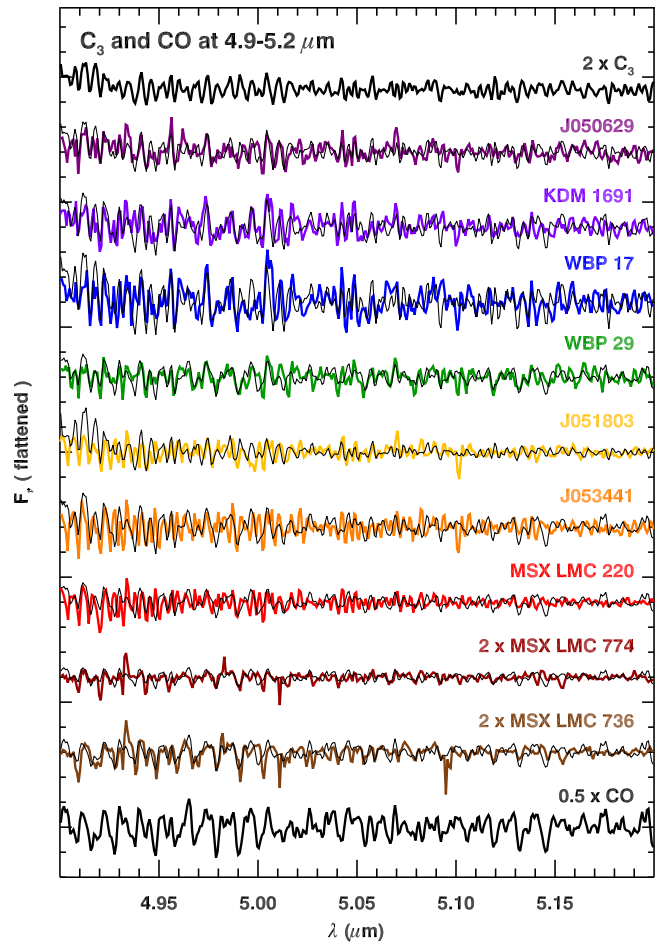 C₃ and CO at 4.9-5.2 μm
2 x C₃
J050629
KDM 1691
WBP 17
WBP 29
J051803
J053441
MSX LMC 220
2 x MSX LMC 774
2 x MSX LMC 736
0.5 x CO
Fν ( flattened )
4.95 5.00 5.05 5.10 5.15
λ (μm)